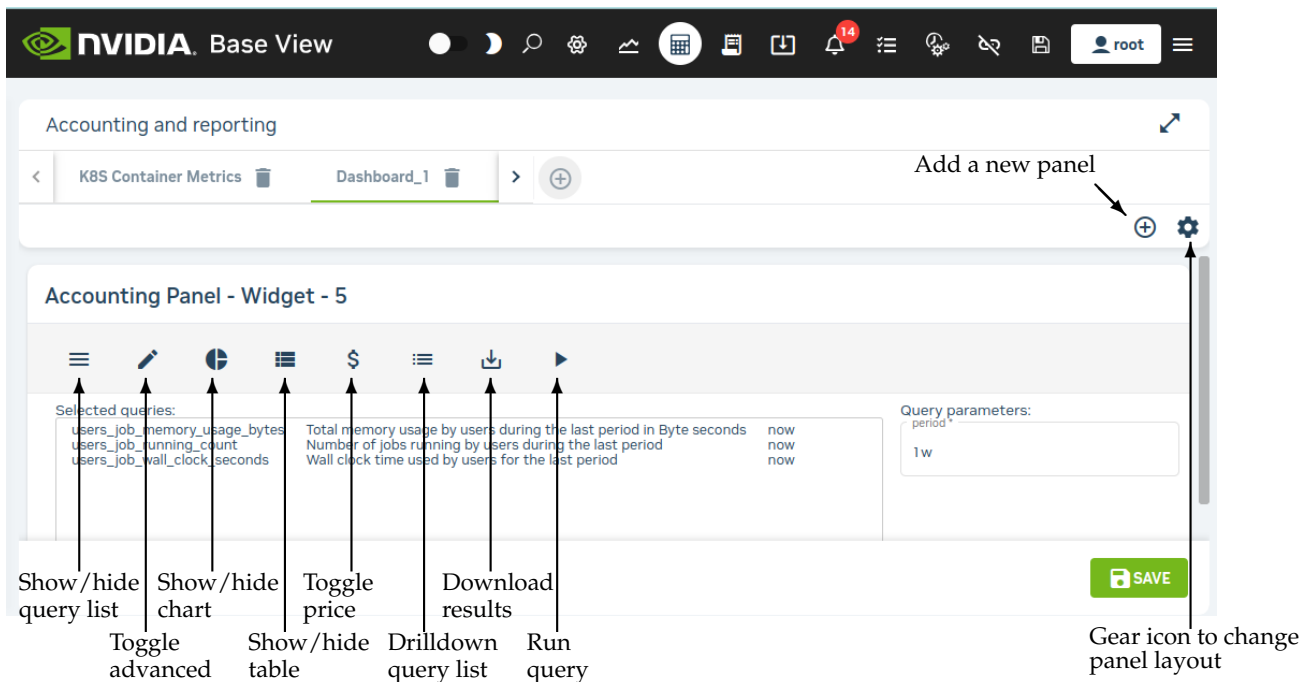 NVIDIA. Base View
14
root
Accounting and reporting
K8S Container Metrics
Dashboard_1
Add a new panel
Accounting Panel - Widget - 5
Selected queries:
users_job_memory_usage_bytes Total memory usage by users during the last period in Byte seconds now
users_job_running_count Number of jobs running by users during the last period now
users_job_wall_clock_seconds Wall clock time used by users for the last period now
Query parameters:
period *
1w
SAVE
Show/hide
query list
Toggle
advanced
Show/hide
chart
Show/hide
table
Toggle
price
Drilldown
query list
Download
results
Run
query
Gear icon to change
panel layout